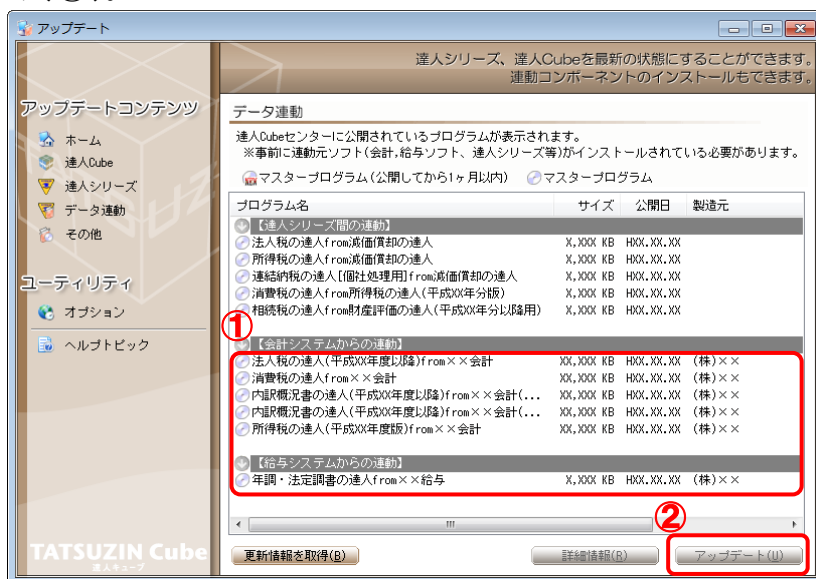 アップデート
達人シリーズ、達人Cubeを最新の状態にすることができます。
連動コンポーネントのインストールもできます。
アップデートコンテンツ
ホーム
達人Cube
達人シリーズ
データ連動
その他
ユーティリティ
オプション
ヘルプトピック
TATSUZIN Cube
達人キューブ
データ連動
達人Cubeセンターに公開されているプログラムが表示されます。
※事前に連動元ソフト(会計,給与ソフト、達人シリーズ等)がインストールされている必要があります。
マスタープログラム(公開してから1ヶ月以内) マスタープログラム
プログラム名 サイズ 公開日 製造元
【達人シリーズ間の連動】
法人税の達人from減価償却の達人 X,XXX KB HXX.XX.XX
所得税の達人from減価償却の達人 X,XXX KB HXX.XX.XX
連結納税の達人[個社処理用]from減価償却の達人 X,XXX KB HXX.XX.XX
消費税の達人from所得税の達人(平成XX年分版) X,XXX KB HXX.XX.XX
相続税の達人from財産評価の達人(平成XX年分以降用) X,XXX KB HXX.XX.XX
①
【会計システムからの連動】
法人税の達人(平成XX年度以降)from××会計 XX,XXX KB HXX.XX.XX (株)××
消費税の達人from××会計 XX,XXX KB HXX.XX.XX (株)××
内訳概況書の達人(平成XX年度以降)from××会計(... XX,XXX KB HXX.XX.XX (株)××
内訳概況書の達人(平成XX年度以降)from××会計(... XX,XXX KB HXX.XX.XX (株)××
所得税の達人(平成XX年度版)from××会計 XX,XXX KB HXX.XX.XX (株)××
【給与システムからの連動】
年調・法定調書の達人from××給与 X,XXX KB HXX.XX.XX (株)××
②
更新情報を取得(B) 詳細情報(R) アップデート(U)